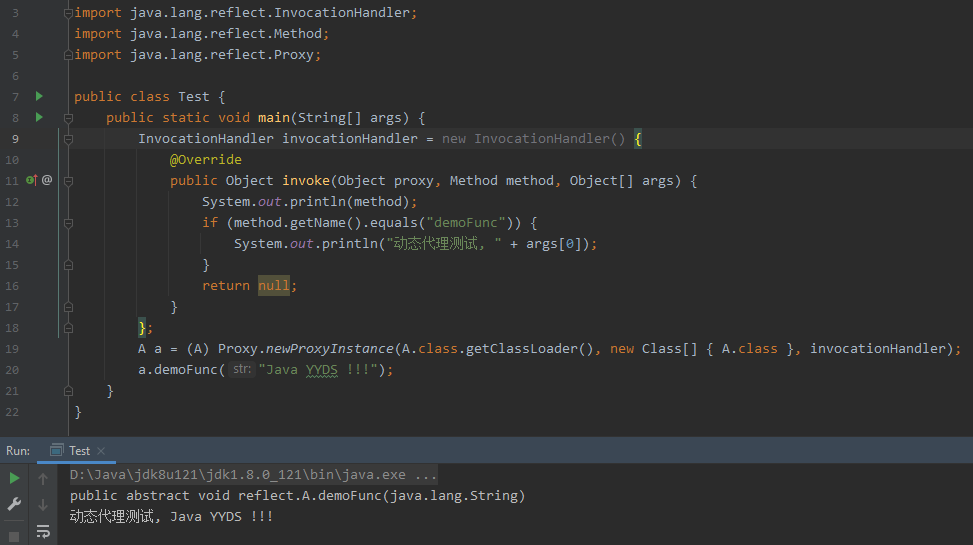 3 import java.lang.reflect.InvocationHandler;
4 import java.lang.reflect.Method;
5 import java.lang.reflect.Proxy;
6
7 public class Test {
8 public static void main(String[] args) {
9 InvocationHandler invocationHandler = new InvocationHandler() {
10 @Override
11 @ public Object invoke(Object proxy, Method method, Object[] args) {
12 System.out.println(method);
13 if (method.getName().equals("demoFunc")) {
14 System.out.println("动态代理测试, " + args[0]);
15 }
16 return null;
17 }
18 };
19 A a = (A) Proxy.newProxyInstance(A.class.getClassLoader(), new Class[] { A.class }, invocationHandler);
20 a.demoFunc( str: "Java YYDS !!!");
21 }
22 }
Run: Test ×
D:\Java\jdk8u121\jdk1.8.0_121\bin\java.exe ...
public abstract void reflect.A.demoFunc(java.lang.String)
动态代理测试, Java YYDS !!!